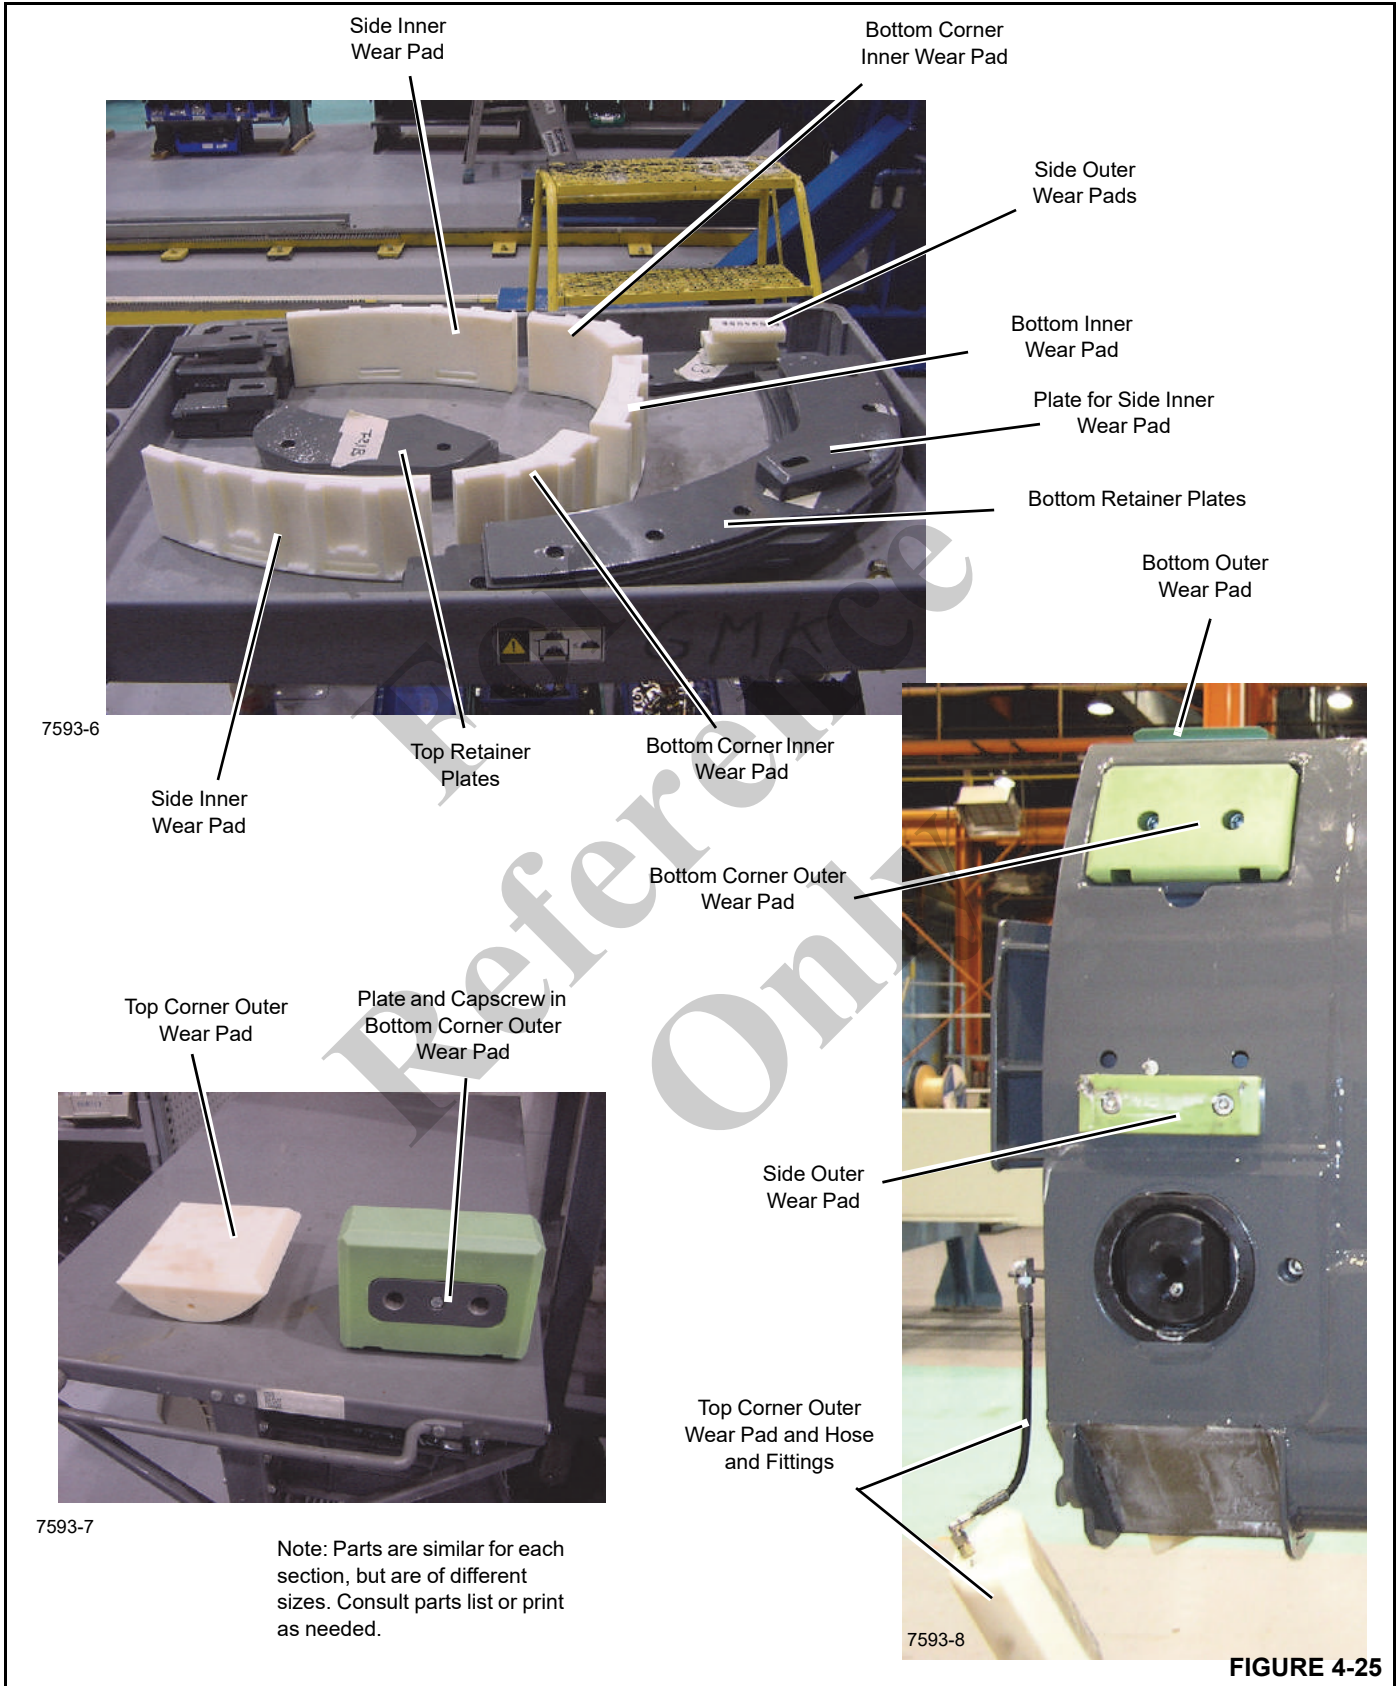 Side Inner
Wear Pad
Bottom Corner
Inner Wear Pad
Side Outer
Wear Pads
Bottom Inner
Wear Pad
Plate for Side Inner
Wear Pad
Bottom Retainer Plates
Bottom Outer
Wear Pad
GMK
7593-6
Top Retainer
Plates
Bottom Corner Inner
Wear Pad
Side Inner
Wear Pad
Bottom Corner Outer
Wear Pad
Top Corner Outer
Wear Pad
Plate and Capscrew in
Bottom Corner Outer
Wear Pad
Side Outer
Wear Pad
Top Corner Outer
Wear Pad and Hose
and Fittings
7593-7
Note: Parts are similar for each
section, but are of different
sizes. Consult parts list or print
as needed.
7593-8
FIGURE 4-25
For
Reference
Only